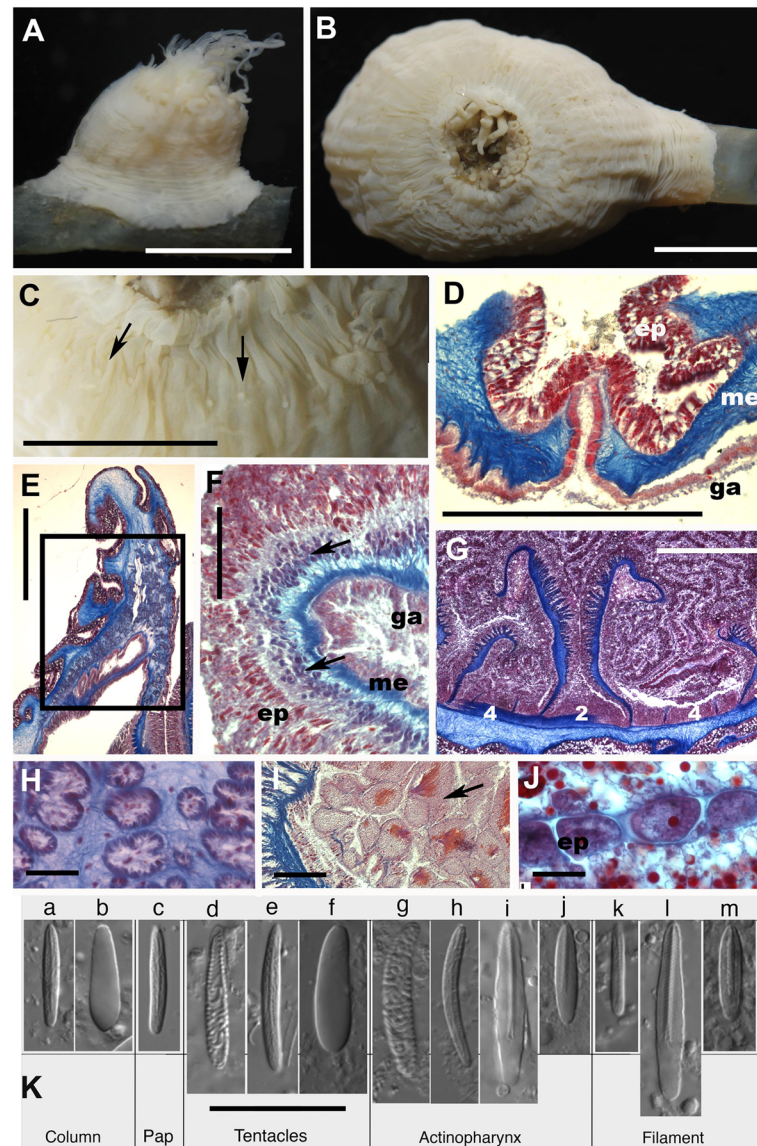 A
B
C
D
ep
me
ga
E
F
ga
me
ep
G
4 2 4
H
I
J
ep
a b c d e f g h i j k l m
K
Column Pap Tentacles Actinopharynx Filament